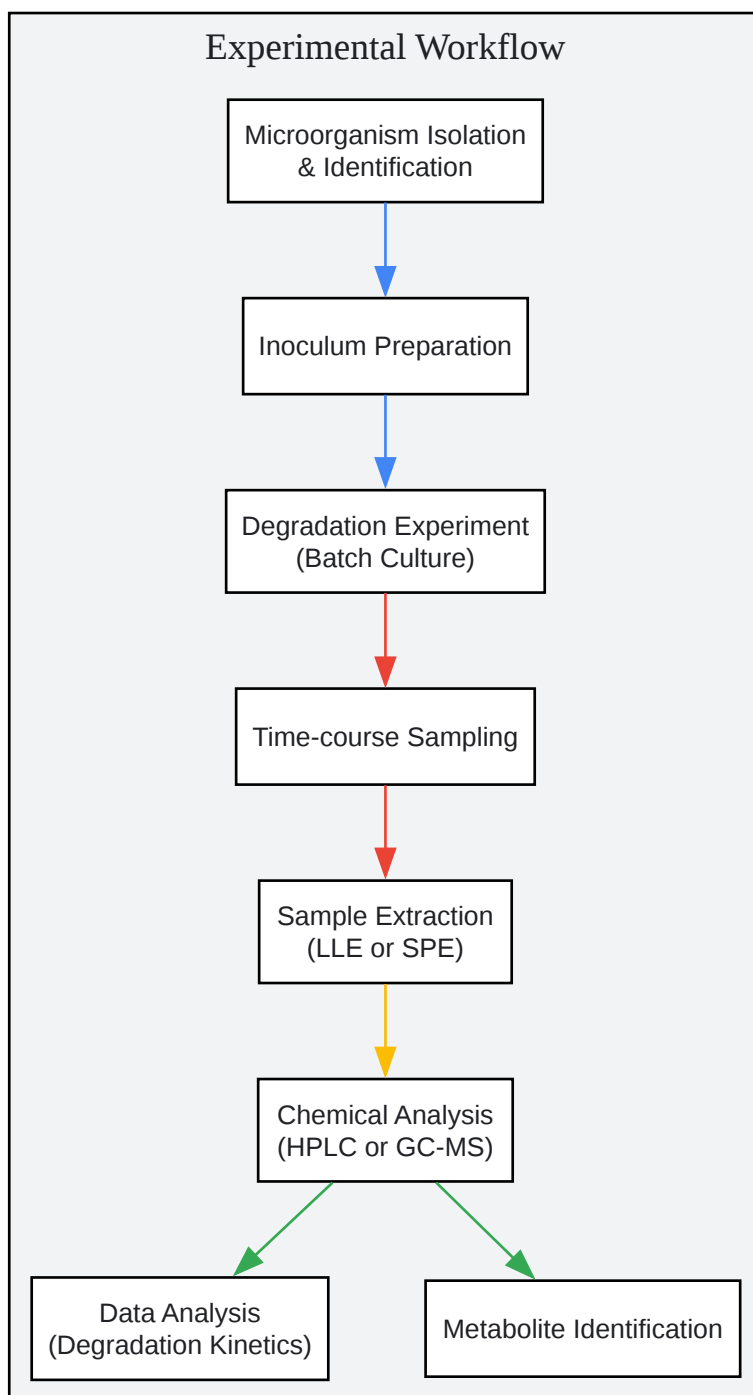 Experimental Workflow
Microorganism Isolation
& Identification
Inoculum Preparation
Degradation Experiment
(Batch Culture)
Time-course Sampling
Sample Extraction
(LLE or SPE)
Chemical Analysis
(HPLC or GC-MS)
Data Analysis
(Degradation Kinetics)
Metabolite Identification